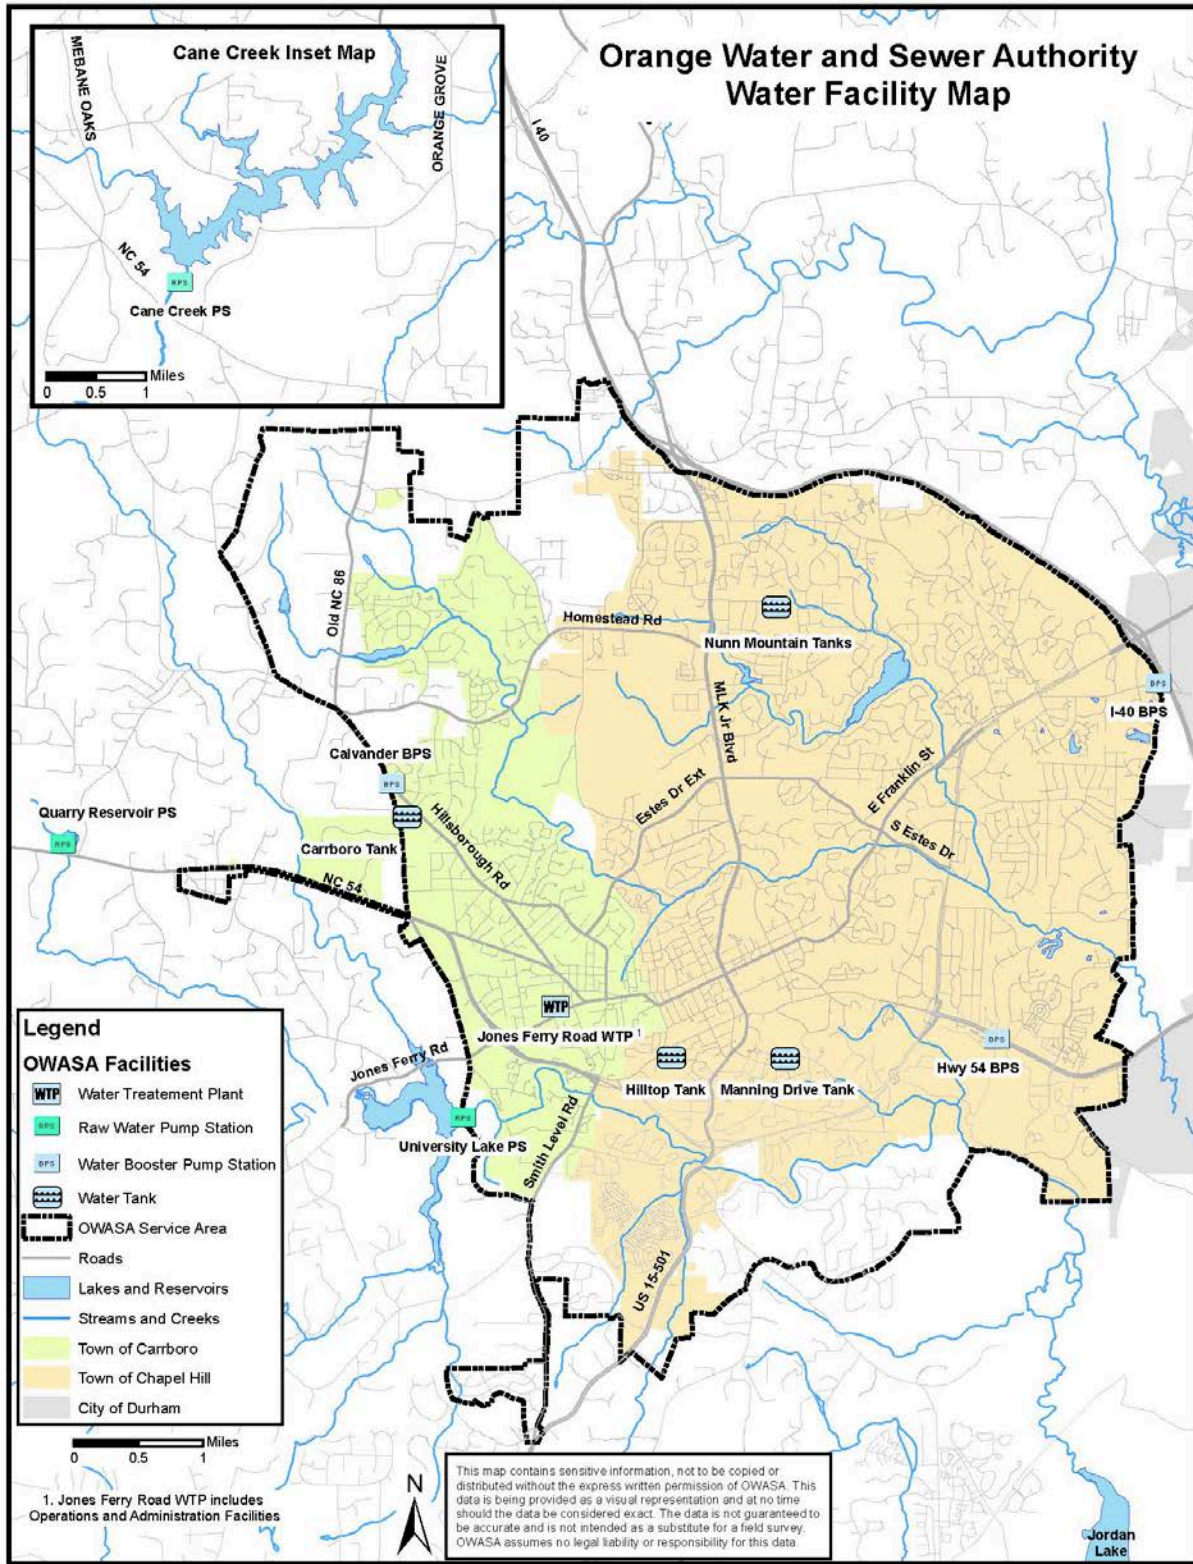 Orange Water and Sewer Authority
Water Facility Map
Cane Creek Inset Map
MEBANE OAKS
ORANGE GROVE
NC 54
RPS
Cane Creek PS
Miles
0 0.5 1
I 40
Old NC 86
Homestead Rd
Nunn Mountain Tanks
MLK Jr Blvd
BPS
I-40 BPS
Calvander BPS
BPS
Estes Dr Ext
E Franklin St
S Estes Dr
Quarry Reservoir PS
RPS
Hillsborough Rd
Carrboro Tank
NC 54
WTP
Jones Ferry Road WTP 1
Jones Ferry Rd
Hilltop Tank
Manning Drive Tank
BPS
Hwy 54 BPS
RPS
University Lake PS
Smith Level Rd
US 15-501
Jordan
Lake
Legend
OWASA Facilities
WTP Water Treatement Plant
RPS Raw Water Pump Station
BPS Water Booster Pump Station
Water Tank
OWASA Service Area
Roads
Lakes and Reservoirs
Streams and Creeks
Town of Carrboro
Town of Chapel Hill
City of Durham
Miles
0 0.5 1
1. Jones Ferry Road WTP includes
Operations and Administration Facilities
N
This map contains sensitive information, not to be copied or
distributed without the express written permission of OWASA. This
data is being provided as a visual representation and at no time
should the data be considered exact. The data is not guaranteed to
be accurate and is not intended as a substitute for a field survey.
OWASA assumes no legal liability or responsibility for this data.